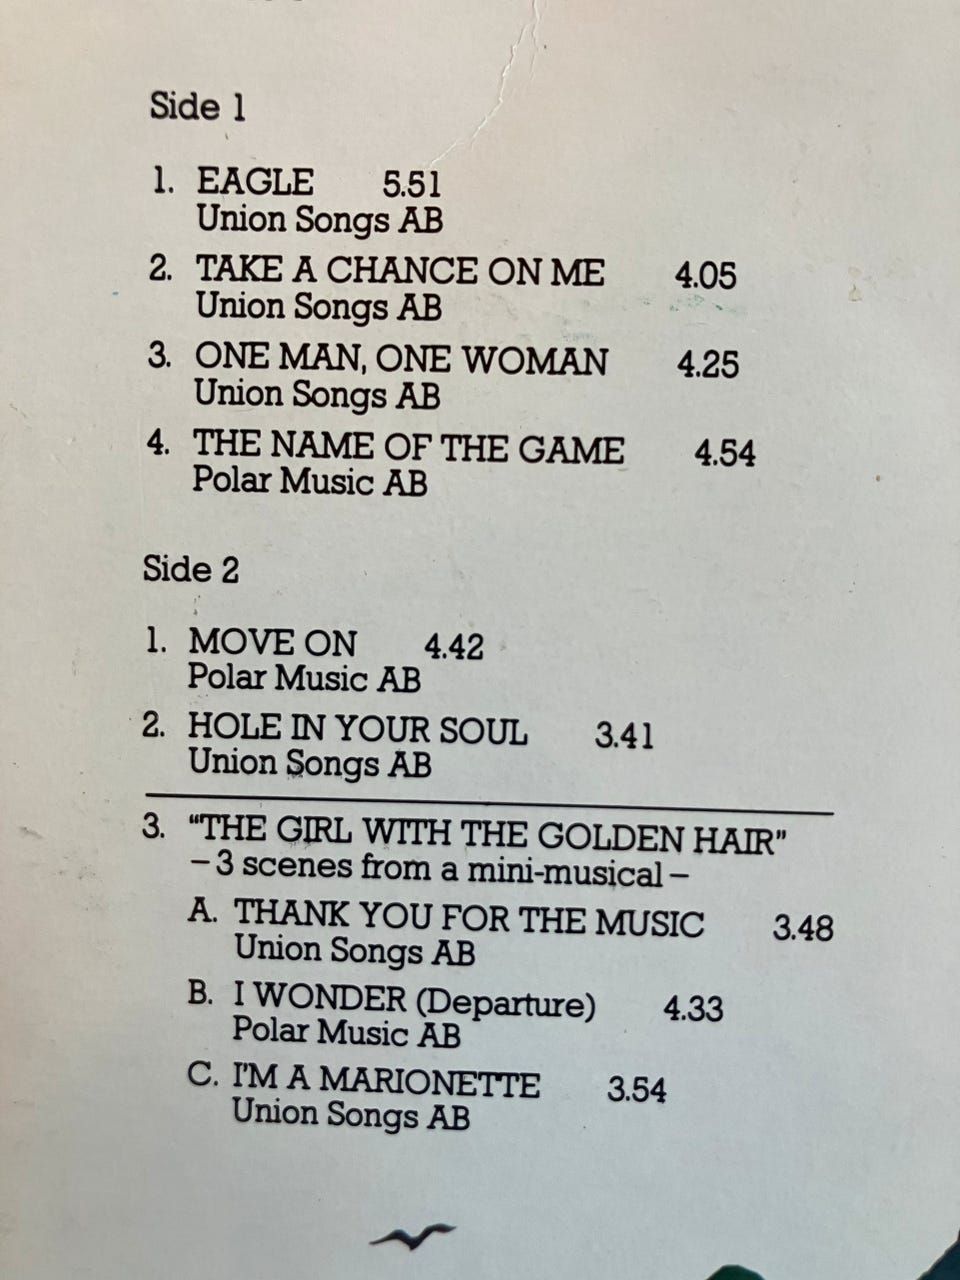 Side 1
1. EAGLE 5.51
Union Songs AB
2. TAKE A CHANCE ON ME 4.05
Union Songs AB
3. ONE MAN, ONE WOMAN 4.25
Union Songs AB
4. THE NAME OF THE GAME 4.54
Polar Music AB
Side 2
1. MOVE ON 4.42
Polar Music AB
2. HOLE IN YOUR SOUL 3.41
Union Songs AB
3. “THE GIRL WITH THE GOLDEN HAIR”
– 3 scenes from a mini-musical –
A. THANK YOU FOR THE MUSIC 3.48
Union Songs AB
B. I WONDER (Departure) 4.33
Polar Music AB
C. I'M A MARIONETTE 3.54
Union Songs AB